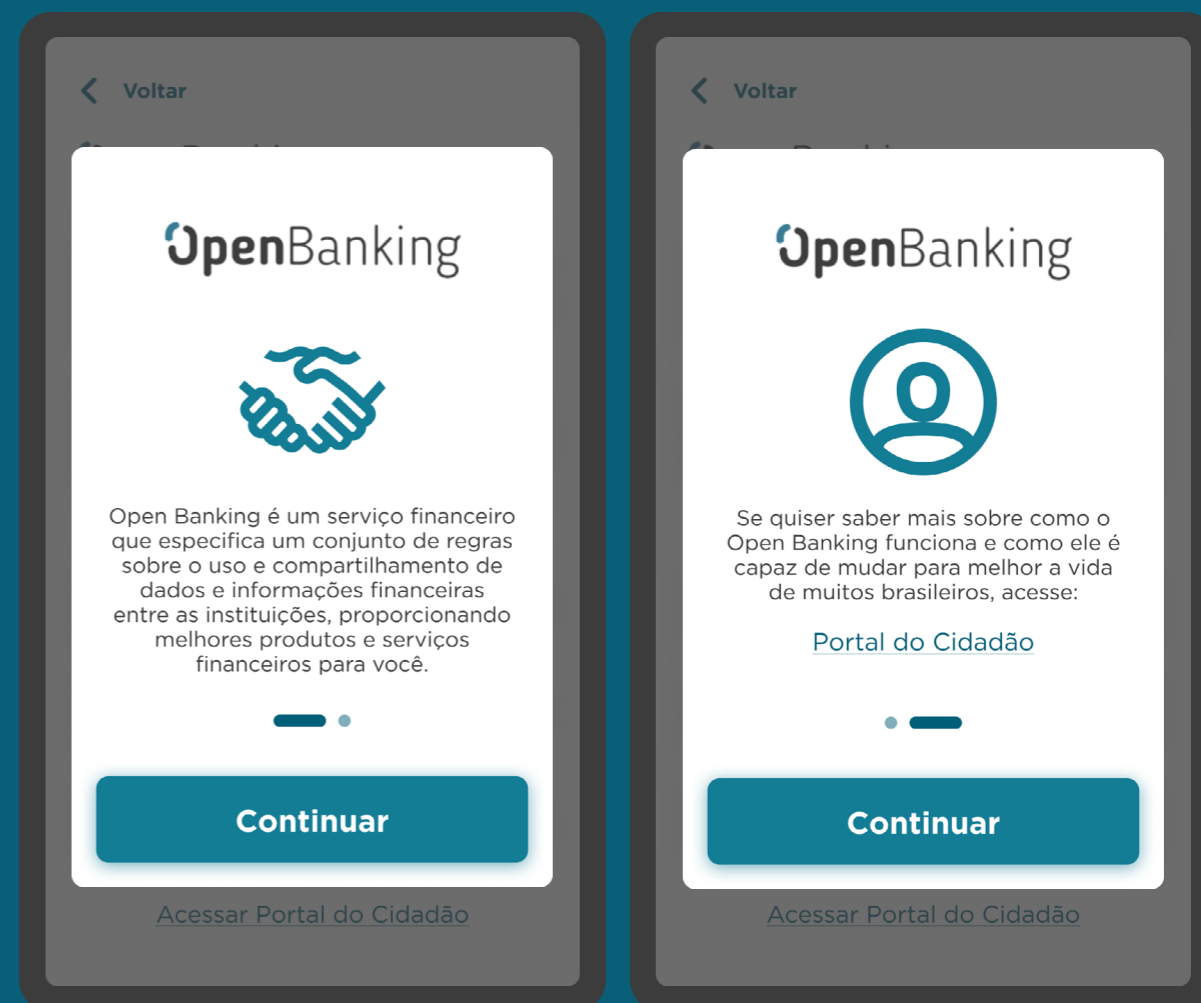 Voltar
OpenBanking
Open Banking é um serviço financeiro
que especifica um conjunto de regras
sobre o uso e compartilhamento de
dados e informações financeiras
entre as instituições, proporcionando
melhores produtos e serviços
financeiros para você.
Continuar
Acessar Portal do Cidadão
Voltar
OpenBanking
Se quiser saber mais sobre como o
Open Banking funciona e como ele é
capaz de mudar para melhor a vida
de muitos brasileiros, acesse:
Portal do Cidadão
Continuar
Acessar Portal do Cidadão